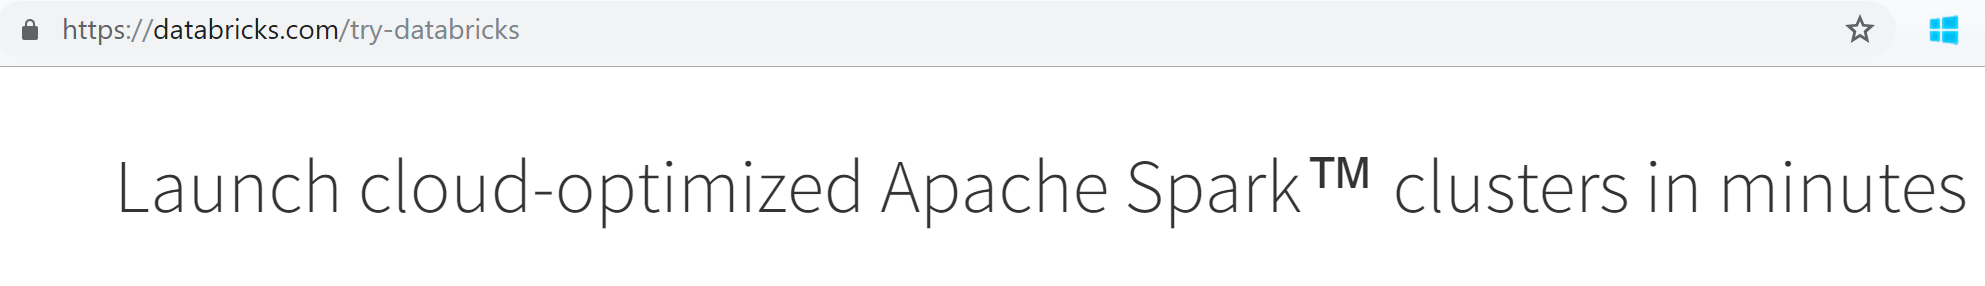 https://databricks.com/try-databricks
Launch cloud-optimized Apache Spark™ clusters in minutes